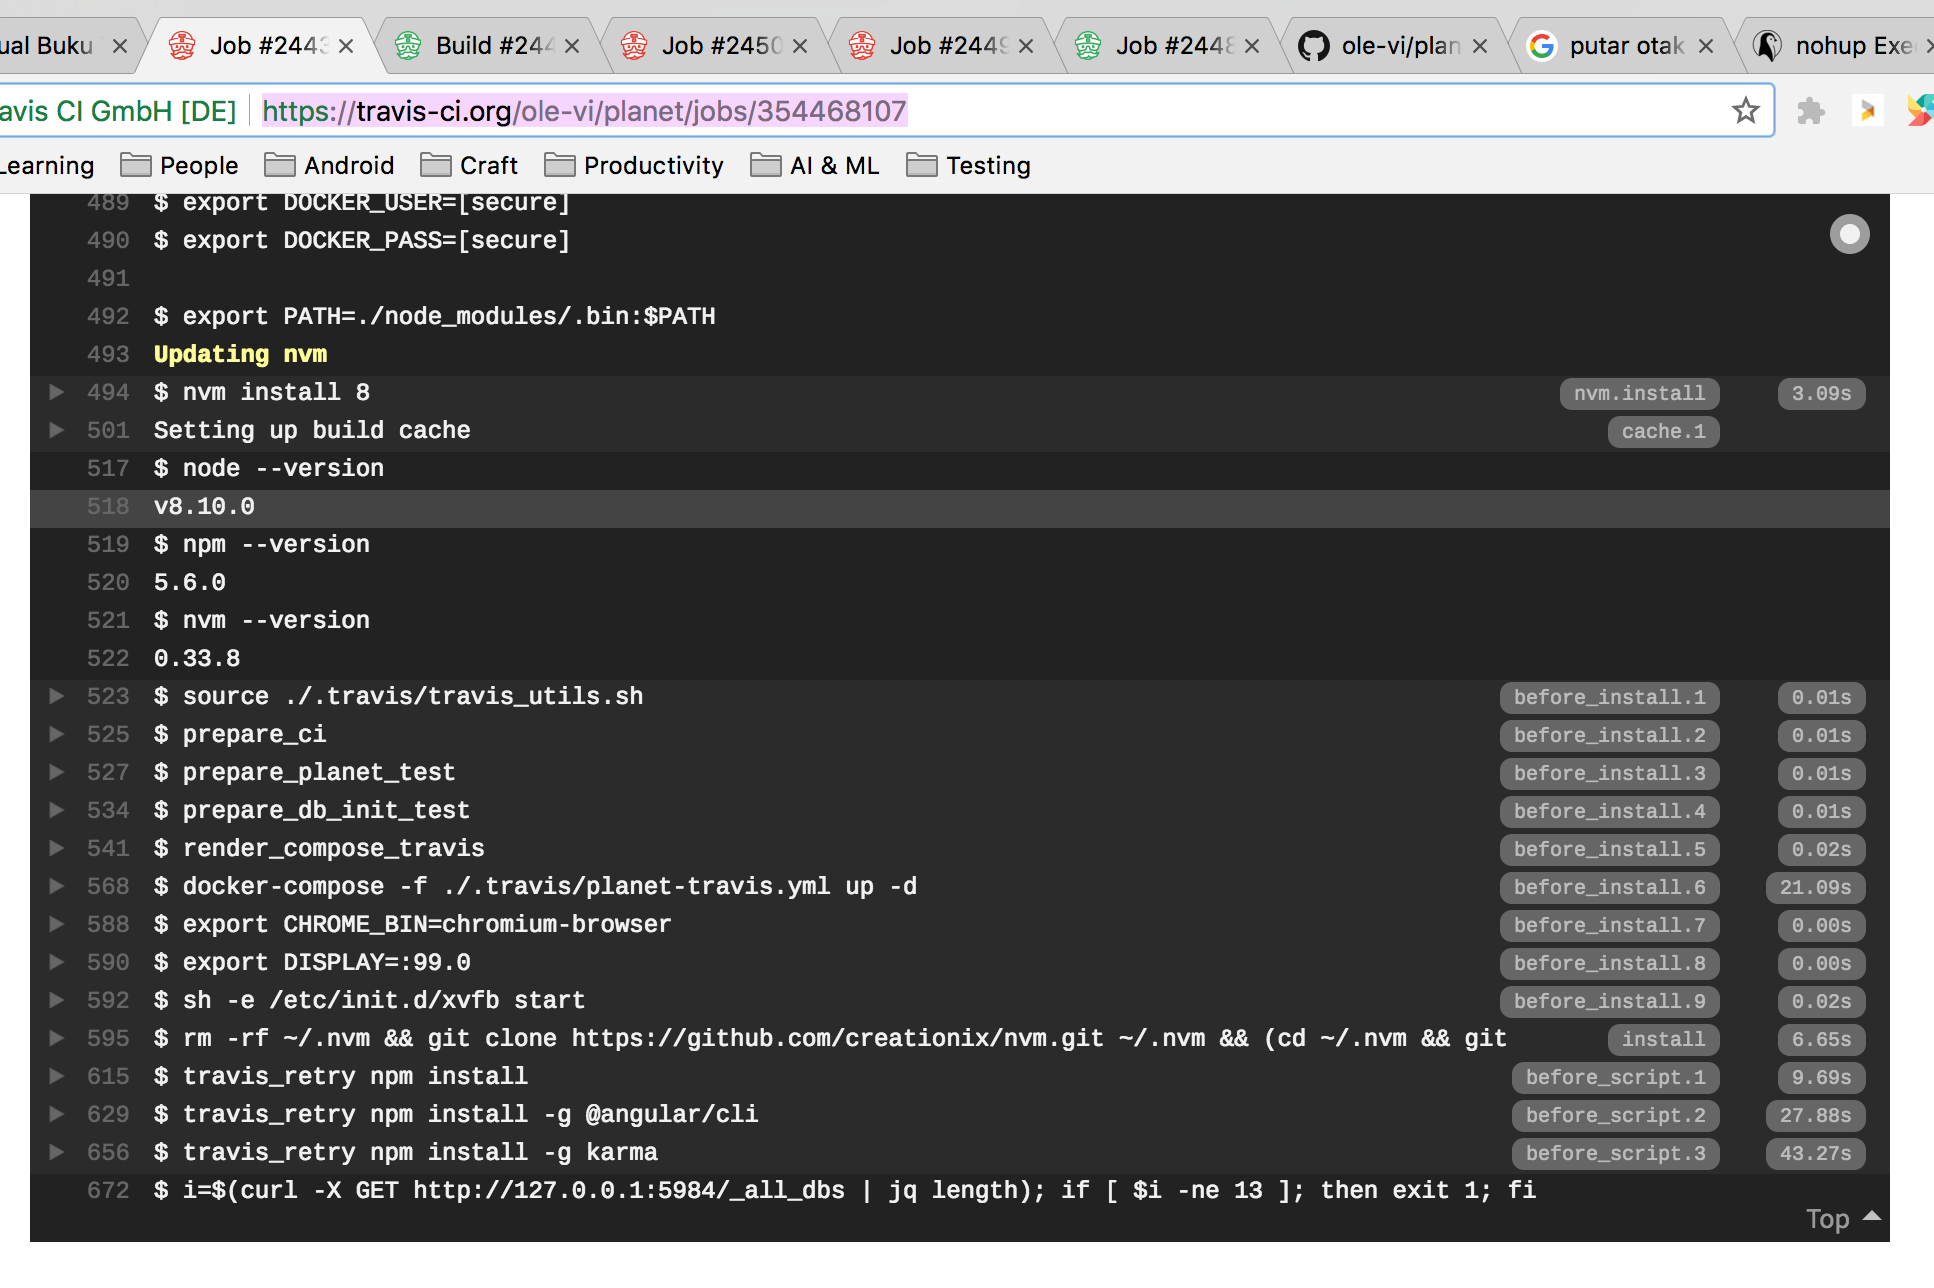 ual Buku
Job #2443
Build #244
Job #2450
Job #2449
Job #2448
ole-vi/plan
putar otak
nohup Exe
avis CI GmbH [DE]
https://travis-ci.org/ole-vi/planet/jobs/354468107
Learning
People
Android
Craft
Productivity
AI & ML
Testing
489 $ export DOCKER_USER=[secure]
490 $ export DOCKER_PASS=[secure]
491
492 $ export PATH=./node_modules/.bin:$PATH
493 Updating nvm
494 $ nvm install 8 nvm.install 3.09s
501 Setting up build cache cache.1
517 $ node --version
518 v8.10.0
519 $ npm --version
520 5.6.0
521 $ nvm --version
522 0.33.8
523 $ source ./.travis/travis_utils.sh before_install.1 0.01s
525 $ prepare_ci before_install.2 0.01s
527 $ prepare_planet_test before_install.3 0.01s
534 $ prepare_db_init_test before_install.4 0.01s
541 $ render_compose_travis before_install.5 0.02s
568 $ docker-compose -f ./.travis/planet-travis.yml up -d before_install.6 21.09s
588 $ export CHROME_BIN=chromium-browser before_install.7 0.00s
590 $ export DISPLAY=:99.0 before_install.8 0.00s
592 $ sh -e /etc/init.d/xvfb start before_install.9 0.02s
595 $ rm -rf ~/.nvm && git clone https://github.com/creationix/nvm.git ~/.nvm && (cd ~/.nvm && git install 6.65s
615 $ travis_retry npm install before_script.1 9.69s
629 $ travis_retry npm install -g @angular/cli before_script.2 27.88s
656 $ travis_retry npm install -g karma before_script.3 43.27s
672 $ i=$(curl -X GET http://127.0.0.1:5984/_all_dbs | jq length); if [ $i -ne 13 ]; then exit 1; fi
Top